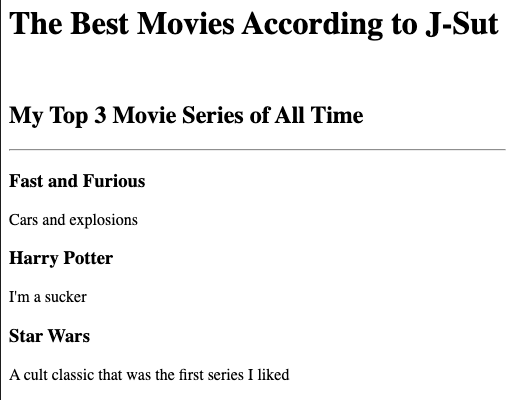 The Best Movies According to J-Sut
My Top 3 Movie Series of All Time
Fast and Furious
Cars and explosions
Harry Potter
I'm a sucker
Star Wars
A cult classic that was the first series I liked